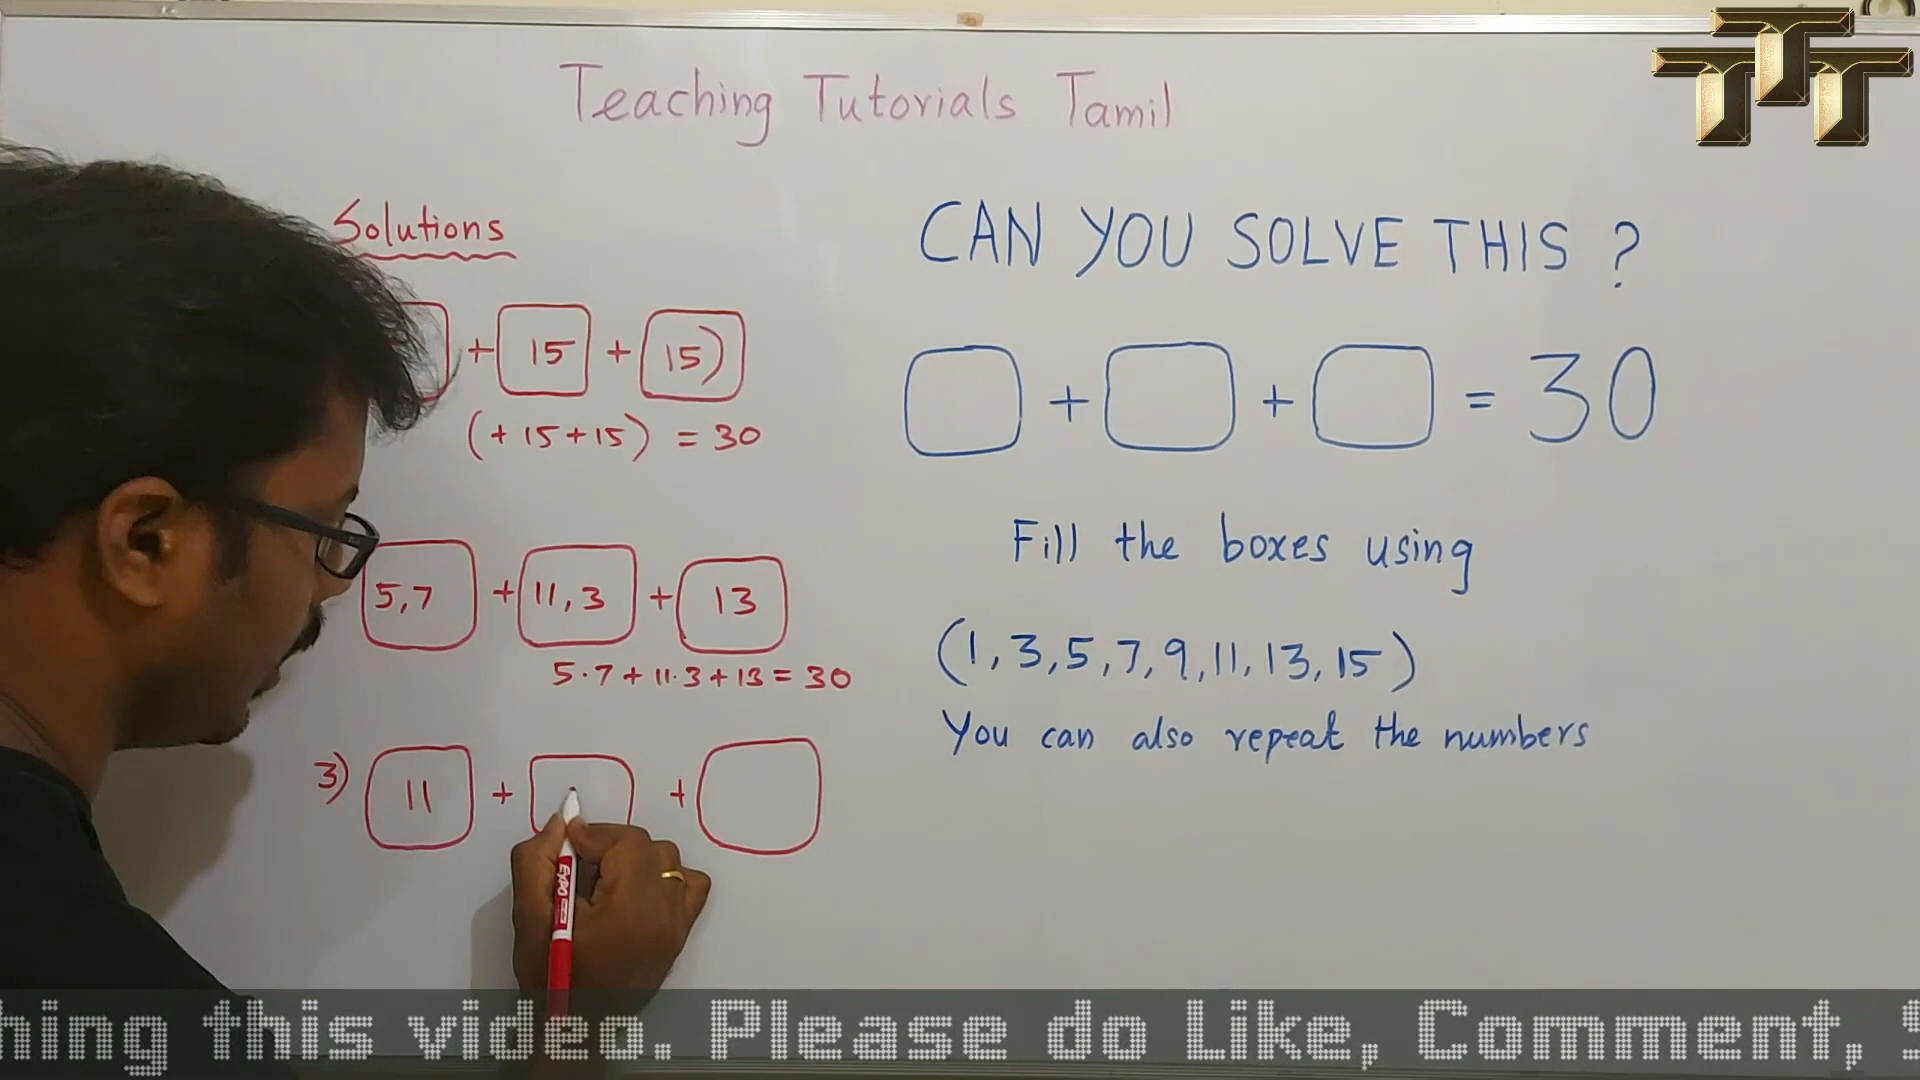 Teaching Tutorials Tamil
TTT
Solutions
+ 15 + 15)
(+ 15 + 15) = 30
5,7 + 11,3 + 13
5.7 + 11.3 + 13 = 30
3) 11 + +
CAN YOU SOLVE THIS ?
+ + = 30
Fill the boxes using
(1, 3, 5, 7, 9, 11, 13, 15)
You can also repeat the numbers
EXPO
this video. Please do Like, Comment,